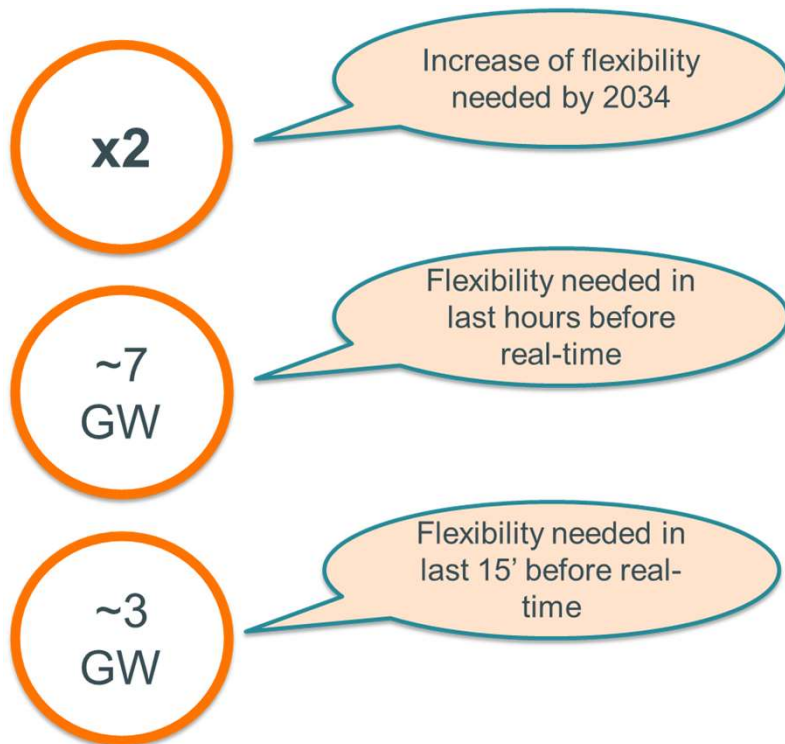 x2
Increase of flexibility
needed by 2034
~7
GW
Flexibility needed in
last hours before
real-time
~3
GW
Flexibility needed in
last 15’ before real-
time